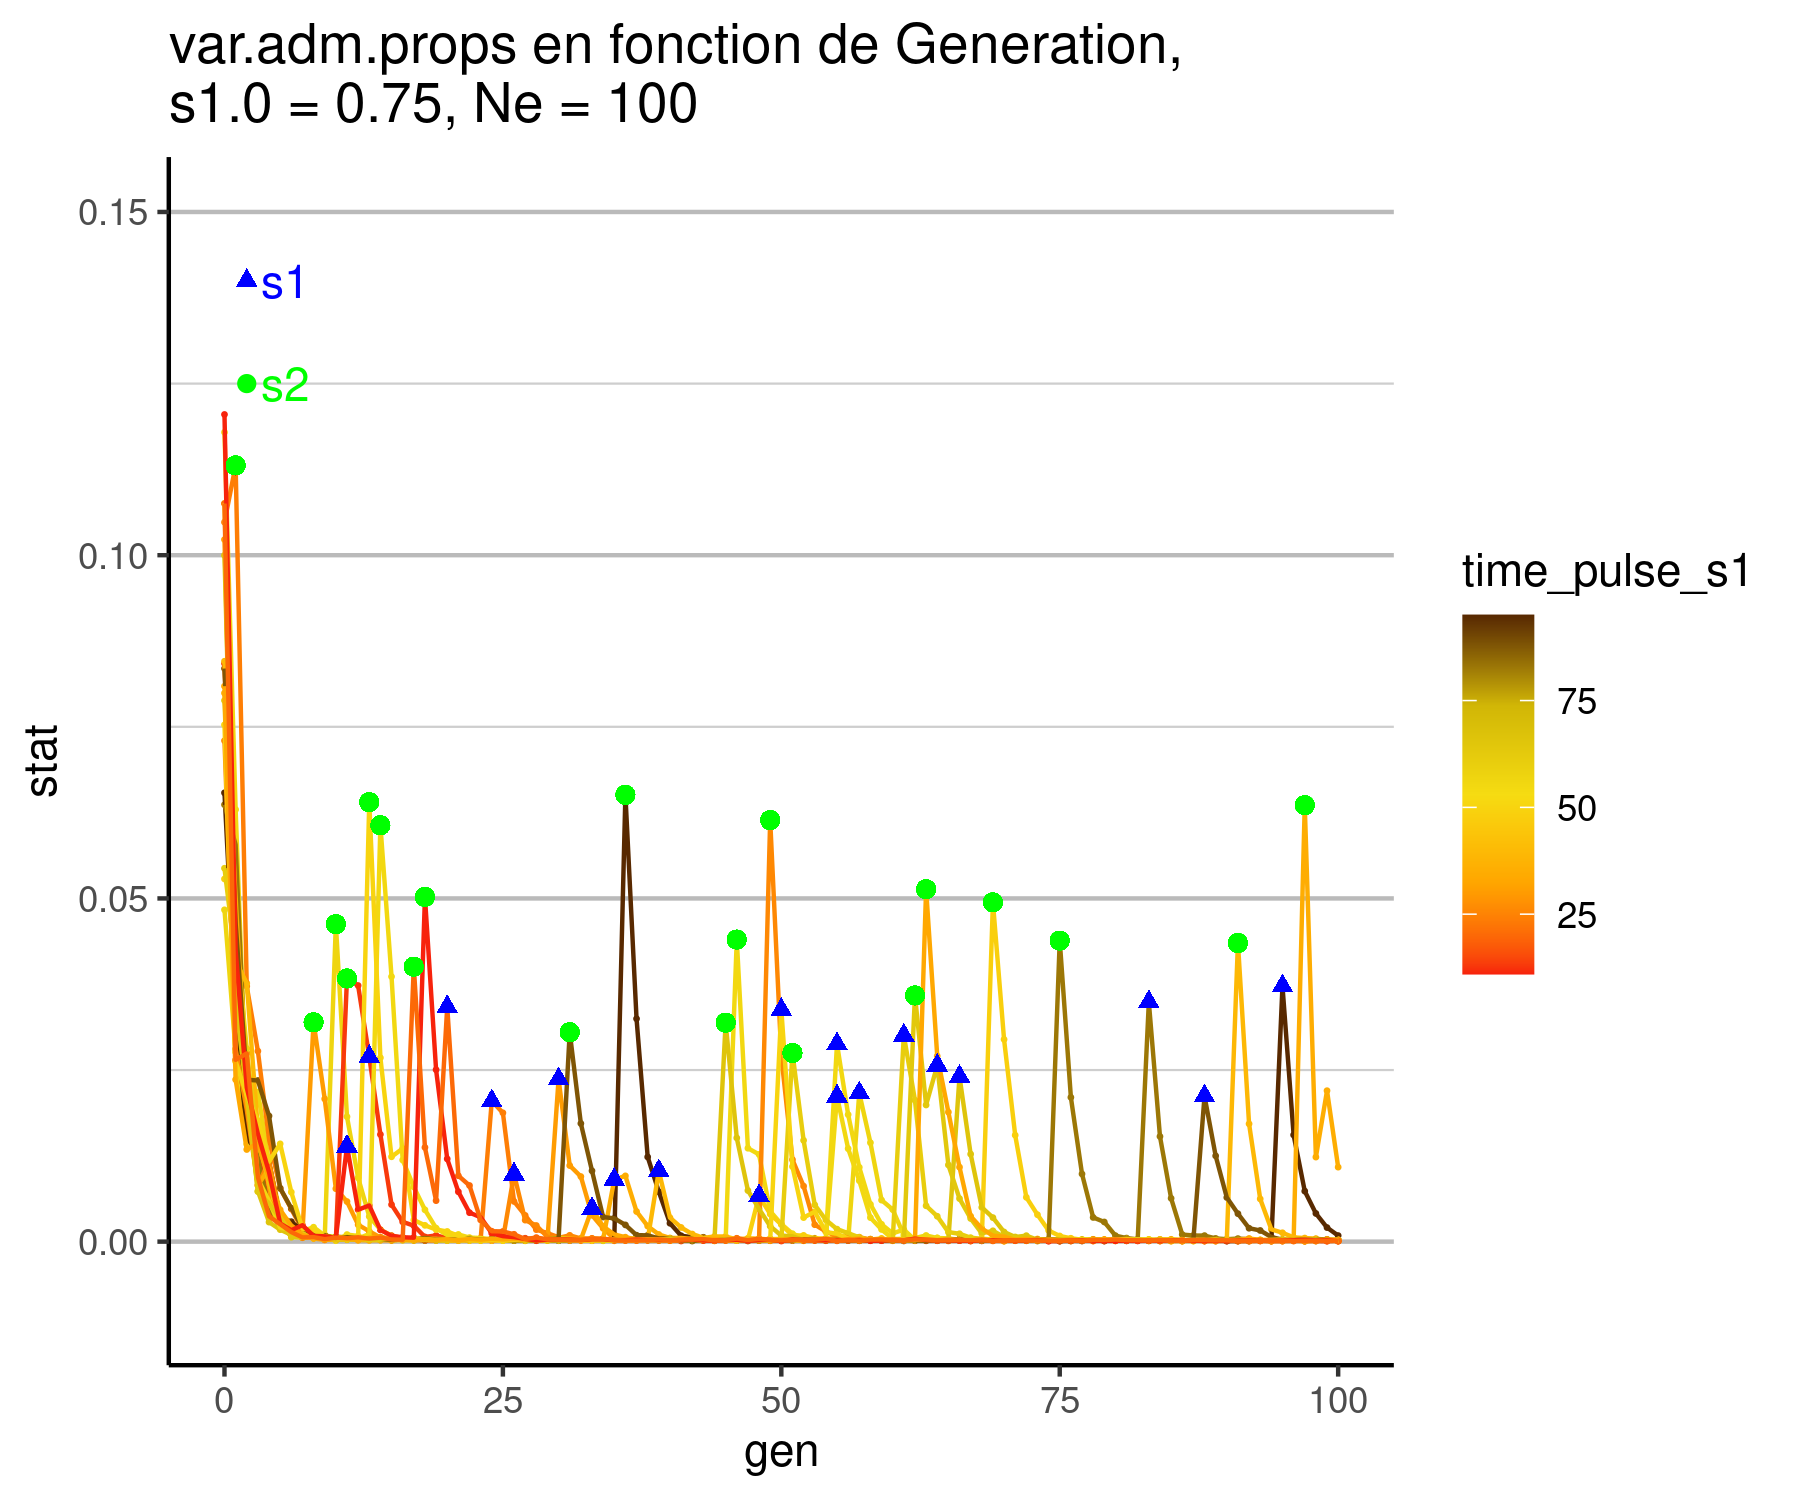 var.adm.props en fonction de Generation,
s1.0 = 0.75, Ne = 100
0.15
s1
s2
0.10
0.05
0.00
stat
0 25 50 75 100
gen
time_pulse_s1
75
50
25